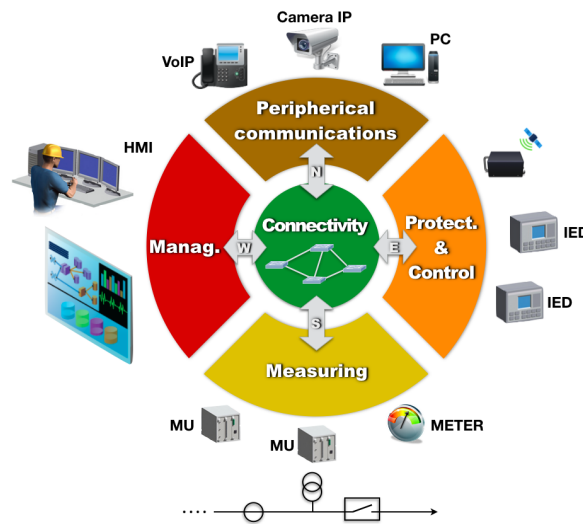 Camera IP
VoIP
PC
Peripherical
communications
HMI
N
Connectivity
Manag.
W
E
Protect.
&
Control
IED
IED
S
Measuring
MU
MU
METER